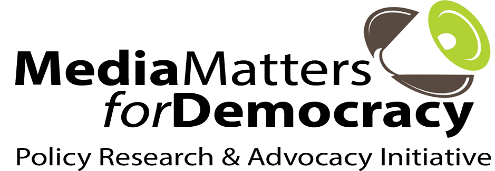 MediaMatters
forDemocracy
Policy Research & Advocacy Initiative